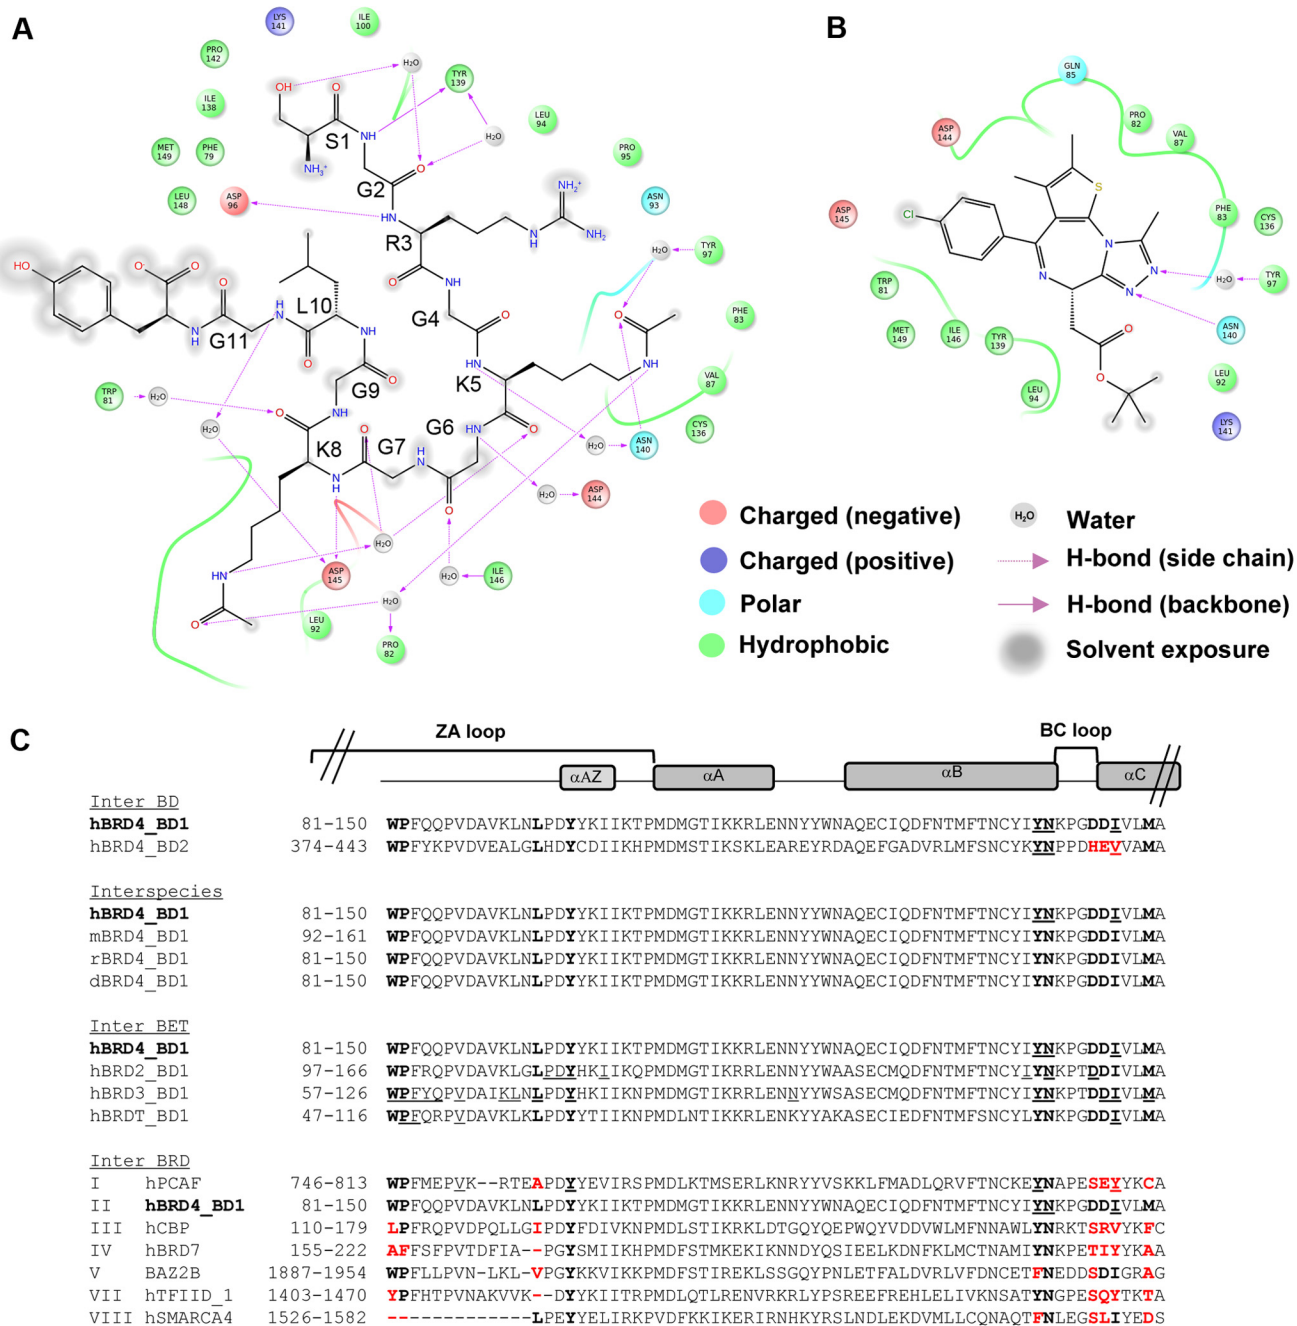 A
LYS 141
ILE 100
PRO 142
H₂O
TYR 139
OH
O
ILE 138
S1
NH
LEU 94
H₂O
MET 149
PHE 79
NH₃⁺
G2
O
PRO 95
NH₂⁺
LEU 148
ASP 96
HN
ASN 93
R3
N H
NH₂
HO
O⁻
O
O
H₂O
TYR 97
O
NH
L10
G4
O
O
PHE 83
N H
G11
H N
O
NH
NH
K5
NH
VAL 87
TRP 81
H₂O
G9
O
O
NH
H₂O
G6
NH
O
H₂O
ASN 140
CYS 136
K8
O
G7
H N
N H
O
H₂O
ASP 144
H₂O
HN
ASP 145
H₂O
ILE 146
O
H₂O
LEU 92
PRO 82
B
GLN 85
ASP 144
PRO 82
VAL 87
S
ASP 145
Cl
PHE 83
CYS 136
N
N
N
N
H₂O
TYR 97
TRP 81
MET 149
ILE 146
TYR 139
O
O
ASN 140
LEU 94
LEU 92
LYS 141
Charged (negative)
Charged (positive)
Polar
Hydrophobic
H₂O Water
H-bond (side chain)
H-bond (backbone)
Solvent exposure
C
ZA loop
BC loop
αAZ
αA
αB
αC
Inter BD
hBRD4_BD1 81-150 WPFQQPVDAVKLNLPDYYKIIKTPMDMGTIKKRLENNYYWNAQECIQDFNTMFTNCYIYNKPGDDIVLMA
hBRD4_BD2 374-443 WPFYKPVDVEALGLHDYCDIIKHPMDMSTIKSKLEAREYRDAQEFGADVRLMFSNCYKYNPPDHEVVAMA
Interspecies
hBRD4_BD1 81-150 WPFQQPVDAVKLNLPDYYKIIKTPMDMGTIKKRLENNYYWNAQECIQDFNTMFTNCYIYNKPGDDIVLMA
mBRD4_BD1 92-161 WPFQQPVDAVKLNLPDYYKIIKTPMDMGTIKKRLENNYYWNAQECIQDFNTMFTNCYIYNKPGDDIVLMA
rBRD4_BD1 81-150 WPFQQPVDAVKLNLPDYYKIIKTPMDMGTIKKRLENNYYWNAQECIQDFNTMFTNCYIYNKPGDDIVLMA
dBRD4_BD1 81-150 WPFQQPVDAVKLNLPDYYKIIKTPMDMGTIKKRLENNYYWNAQECIQDFNTMFTNCYIYNKPGDDIVLMA
Inter BET
hBRD4_BD1 81-150 WPFQQPVDAVKLNLPDYYKIIKTPMDMGTIKKRLENNYYWNAQECIQDFNTMFTNCYIYNKPGDDIVLMA
hBRD2_BD1 97-166 WPFRQPVDAVKLGLPDYHKIIKQPMDMGTIKRRLENNYYWAASECMQDFNTMFTNCYIYNKPTDDIVLMA
hBRD3_BD1 57-126 WPFYQPVDAIKLNLPDYHKIIKNPMDMGTIKKRLENNYYWSASECMQDFNTMFTNCYIYNKPTDDIVLMA
hBRDT_BD1 47-116 WPFQRPVDAVKLKLPDYYTIIKNPMDLNTIKKRLENKYYAKASECIEDFNTMFSNCYLYNKPGDDIVLMA
Inter BRD
I hPCAF 746-813 WPFMEPVK--RTEAPDYYEVIRSPMDLKTMSERLKNRYYVSKKLFMADLQRVFTNCKEYNAPESEYYKCA
II hBRD4_BD1 81-150 WPFQQPVDAVKLNLPDYYKIIKTPMDMGTIKKRLENNYYWNAQECIQDFNTMFTNCYIYNKPGDDIVLMA
III hCBP 110-179 LPFRQPVDPQLLGIPDYFDIVKNPMDLSTIKRKLDTGQYQEPWQYVDDVWLMFNNAWLYNRKTSRVYKFC
IV hBRD7 155-222 AFFSFPVTDFIA--PGYSMIIKHPMDFSTMKEKIKNNDYQSIEELKDNFKLMCTNAMIYNKPETIYYKAA
V BAZ2B 1887-1954 WPFLLPVN-LKL-VPGYKKVIKKPMDFSTIREKLSSGQYPNLETFALDVRLVFDNCETFNEDDSDIGRAG
VII hTFIID_1 1403-1470 YPFHTPVNAKVVK-DYYKIITRPMDLQTLRENVRKRLYPSREEFREHLELIVKNSATYNGPESQYTKTA
VIII hSMARCA4 1526-1582 -------------LPEYYELIRKPVDFKKIKERIRNHKYRSLNDLEKDVMLLCQNAQTFNLEGSLIYEDS